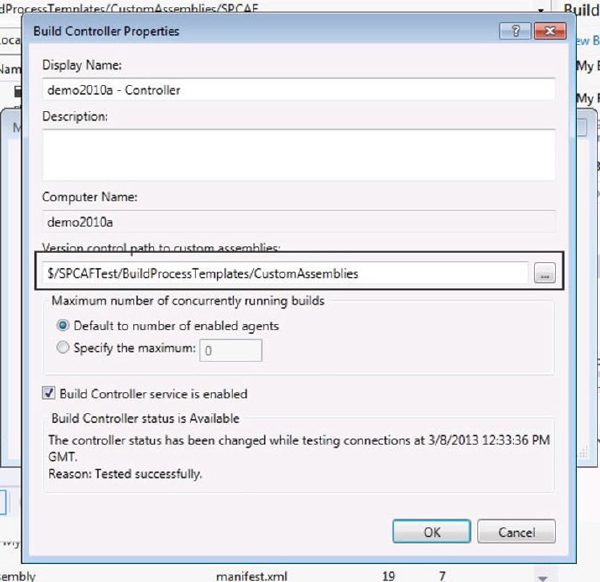 dProcessTemplates/CustomAssemblies/SPCAF
Build
Build Controller Properties
Loca
ew B
Display Name:
Nam
My B
demo2010a - Controller
Description:
My F
M
Computer Name:
demo2010a
Version control path to custom assemblies:
$/SPCAFTest/BuildProcessTemplates/CustomAssemblies
...
Maximum number of concurrently running builds
Default to number of enabled agents
Specify the maximum: 0
Build Controller service is enabled
Build Controller status is Available
The controller status has been changed while testing connections at 3/8/2013 12:33:36 PM
GMT.
Reason: Tested successfully.
OK Cancel
sembly manifest.xml 19 7